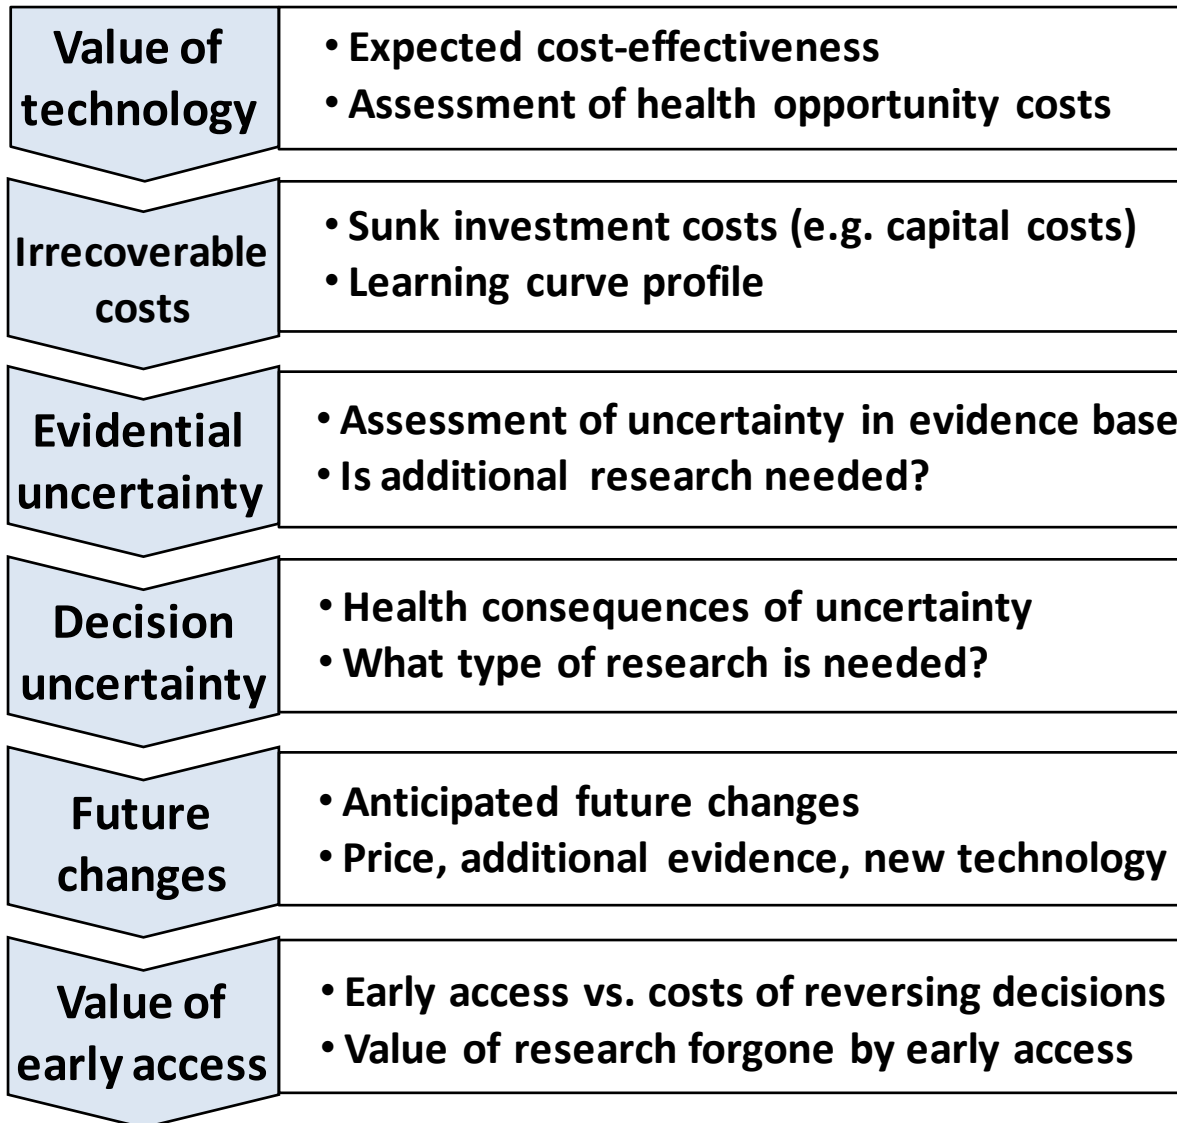 Value of
technology
• Expected cost-effectiveness
• Assessment of health opportunity costs
Irrecoverable
costs
• Sunk investment costs (e.g. capital costs)
• Learning curve profile
Evidential
uncertainty
• Assessment of uncertainty in evidence base
• Is additional research needed?
Decision
uncertainty
• Health consequences of uncertainty
• What type of research is needed?
Future
changes
• Anticipated future changes
• Price, additional evidence, new technology
Value of
early access
• Early access vs. costs of reversing decisions
• Value of research forgone by early access